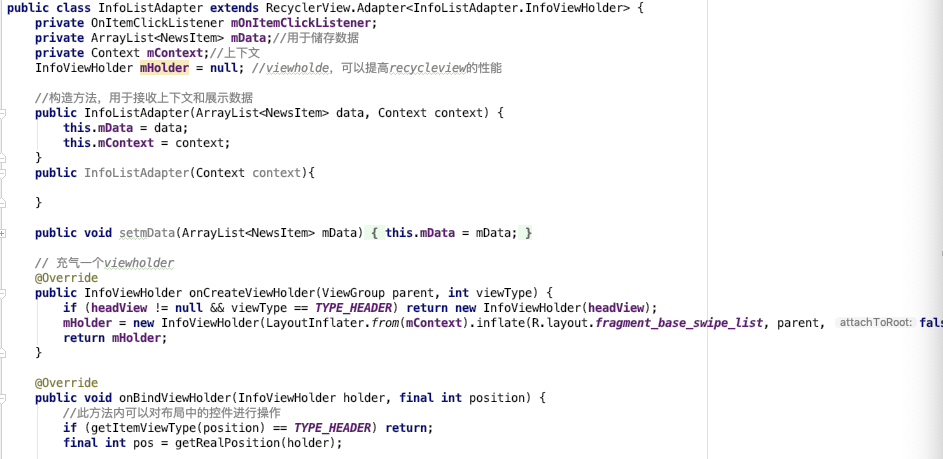 public class InfoListAdapter extends RecyclerView.Adapter<InfoListAdapter.InfoViewHolder> {
private OnItemClickListener mOnItemClickListener;
private ArrayList<NewsItem> mData;//用于储存数据
private Context mContext;//上下文
InfoViewHolder mHolder = null; //viewholde，可以提高recycleview的性能
//构造方法，用于接收上下文和展示数据
public InfoListAdapter(ArrayList<NewsItem> data, Context context) {
this.mData = data;
this.mContext = context;
}
public InfoListAdapter(Context context){
}
public void setmData(ArrayList<NewsItem> mData) { this.mData = mData; }
// 充气一个viewholder
@Override
public InfoViewHolder onCreateViewHolder(ViewGroup parent, int viewType) {
if (headView != null && viewType == TYPE_HEADER) return new InfoViewHolder(headView);
mHolder = new InfoViewHolder(LayoutInflater.from(mContext).inflate(R.layout.fragment_base_swipe_list, parent, attachToRoot: fals
return mHolder;
}
@Override
public void onBindViewHolder(InfoViewHolder holder, final int position) {
//此方法内可以对布局中的控件进行操作
if (getItemViewType(position) == TYPE_HEADER) return;
final int pos = getRealPosition(holder);